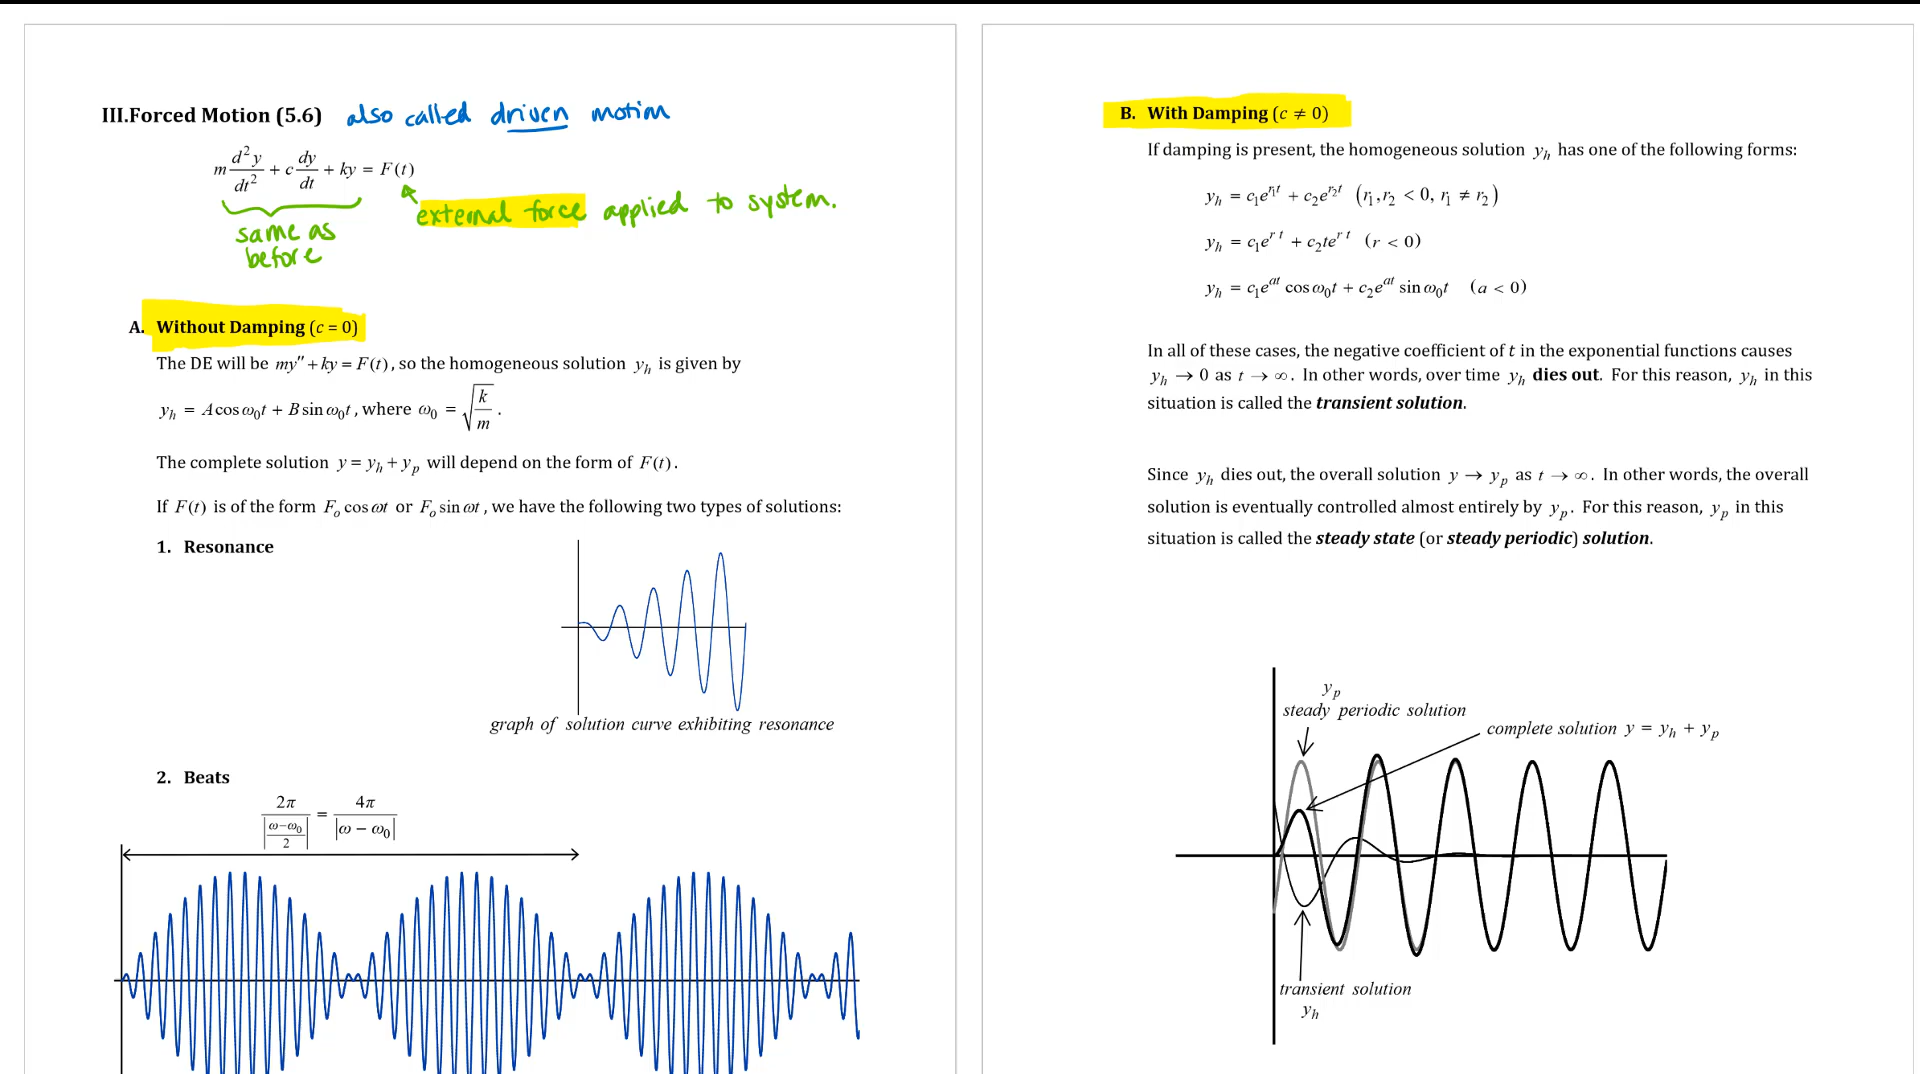 III.Forced Motion (5.6) also called driven motion
m d²y/dt² + c dy/dt + ky = F(t)
external force applied to system.
same as
before
A. Without Damping (c = 0)
The DE will be my″ + ky = F(t), so the homogeneous solution y_h is given by
y_h = A cos ω₀t + B sin ω₀t, where ω₀ = √(k/m).
The complete solution y = y_h + y_p will depend on the form of F(t).
If F(t) is of the form F_o cos ωt or F_o sin ωt, we have the following two types of solutions:
1. Resonance
graph of solution curve exhibiting resonance
2. Beats
2π/|(ω−ω₀)/2| = 4π/|ω − ω₀|
B. With Damping (c ≠ 0)
If damping is present, the homogeneous solution y_h has one of the following forms:
y_h = c₁e^(r₁t) + c₂e^(r₂t) (r₁, r₂ < 0, r₁ ≠ r₂)
y_h = c₁e^(r t) + c₂te^(r t) (r < 0)
y_h = c₁e^(at) cos ω₀t + c₂e^(at) sin ω₀t (a < 0)
In all of these cases, the negative coefficient of t in the exponential functions causes
y_h → 0 as t → ∞. In other words, over time y_h dies out. For this reason, y_h in this
situation is called the transient solution.
Since y_h dies out, the overall solution y → y_p as t → ∞. In other words, the overall
solution is eventually controlled almost entirely by y_p. For this reason, y_p in this
situation is called the steady state (or steady periodic) solution.
y_p
steady periodic solution
complete solution y = y_h + y_p
transient solution
y_h